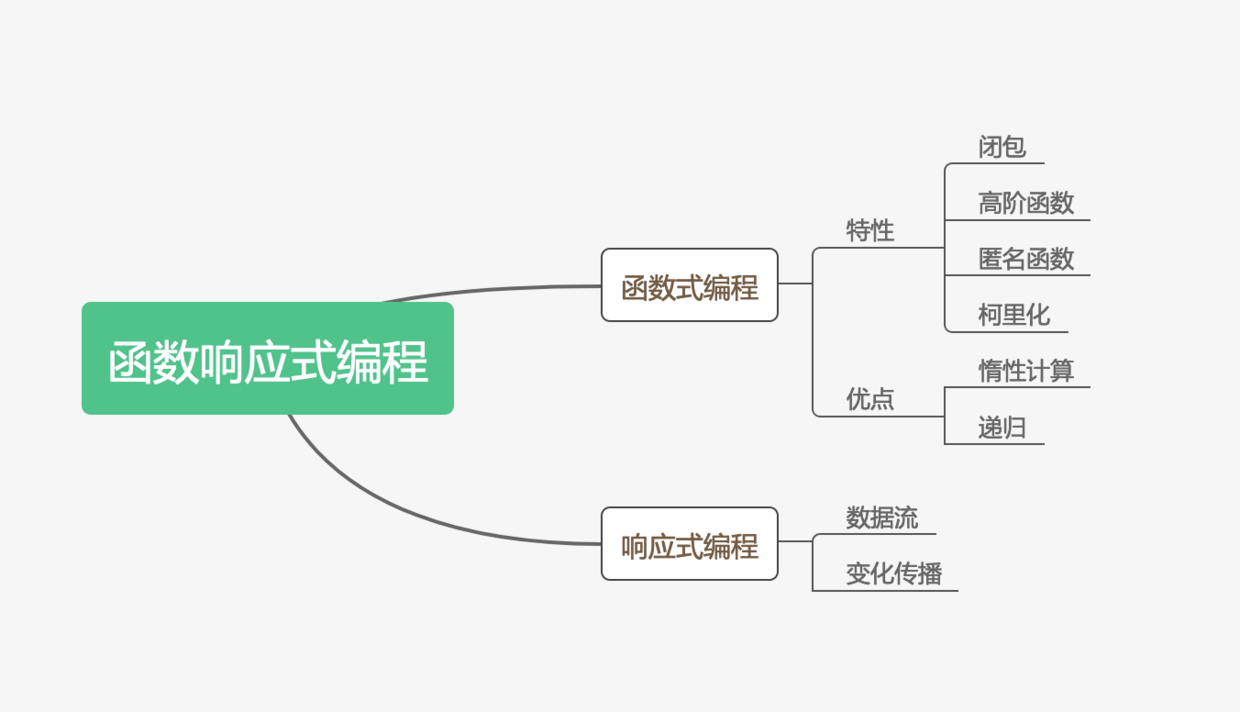 函数响应式编程
函数式编程
特性
闭包
高阶函数
匿名函数
柯里化
优点
惰性计算
递归
响应式编程
数据流
变化传播